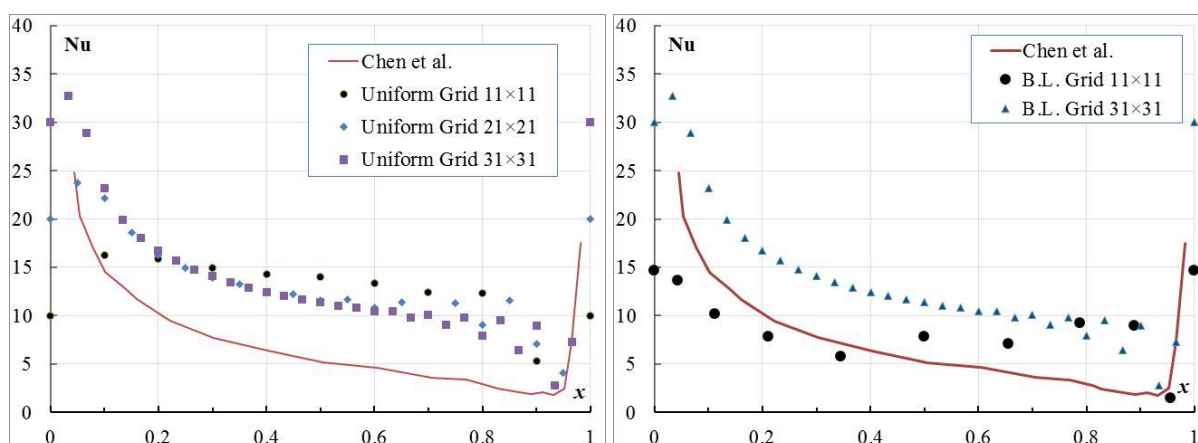 40
Nu
35
30
25
20
15
10
5
0
Chen et al.
Uniform Grid 11×11
Uniform Grid 21×21
Uniform Grid 31×31
x
0 0.2 0.4 0.6 0.8 1
40
Nu
35
30
25
20
15
10
5
0
Chen et al.
B.L. Grid 11×11
B.L. Grid 31×31
x
0 0.2 0.4 0.6 0.8 1